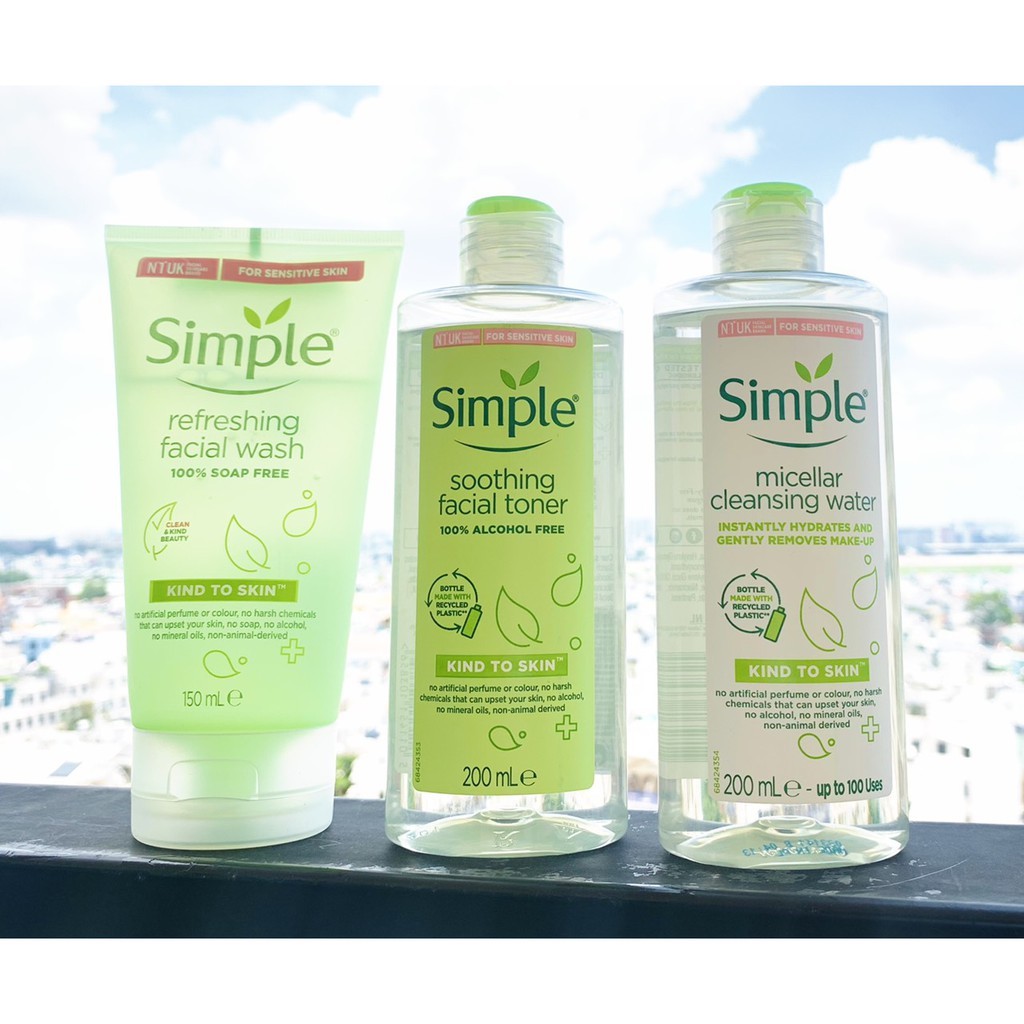 N1UK
FOR SENSITIVE SKIN
Simple®
refreshing
facial wash
100% SOAP FREE
CLEAN
& KIND
BEAUTY
KIND TO SKIN™
no artificial perfume or colour, no harsh chemicals
that can upset your skin, no soap, no alcohol,
no mineral oils, non-animal-derived
150 mL℮
N1UK
FOR SENSITIVE SKIN
Simple®
soothing
facial toner
100% ALCOHOL FREE
BOTTLE
MADE WITH
RECYCLED
PLASTIC**
KIND TO SKIN™
no artificial perfume or colour, no harsh
chemicals that can upset your skin, no alcohol,
no mineral oils, non-animal derived
68424353
200 mL℮
N1UK
FOR SENSITIVE SKIN
Simple®
micellar
cleansing water
INSTANTLY HYDRATES AND
GENTLY REMOVES MAKE-UP
BOTTLE
MADE WITH
RECYCLED
PLASTIC**
KIND TO SKIN™
no artificial perfume or colour, no harsh
chemicals that can upset your skin,
no alcohol, no mineral oils,
non-animal derived
68424354
200 mL℮ - up to 100 Uses